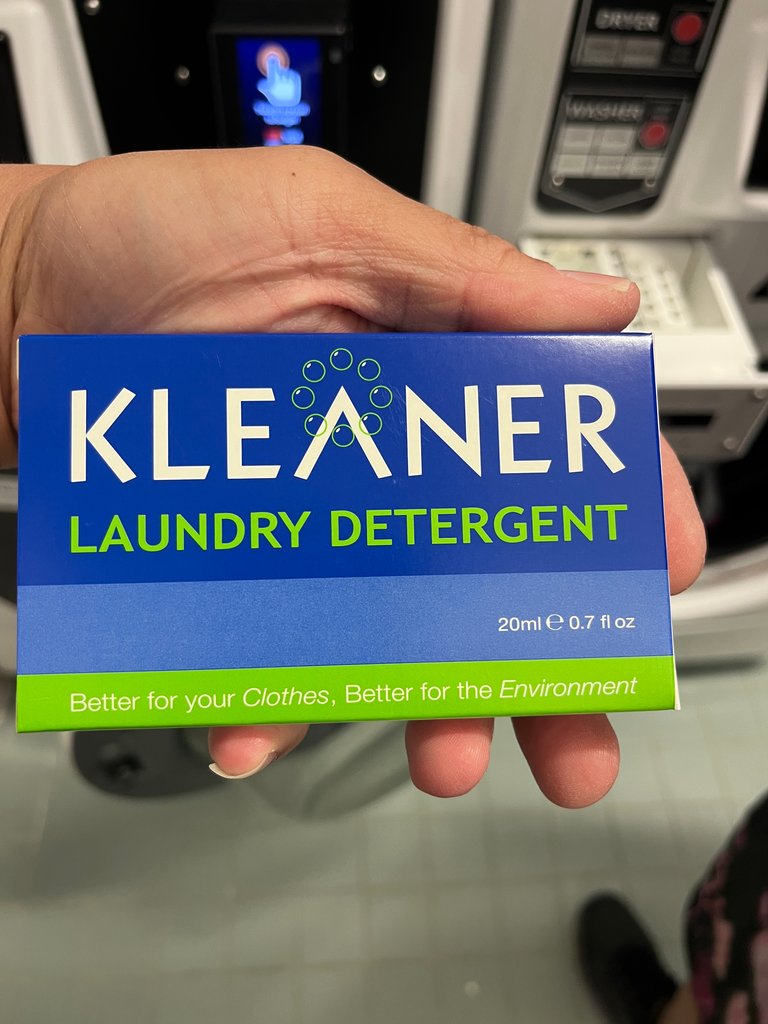 DRYER
WASHER
KLEANER
LAUNDRY DETERGENT
20ml ℮ 0.7 fl oz
Better for your Clothes, Better for the Environment